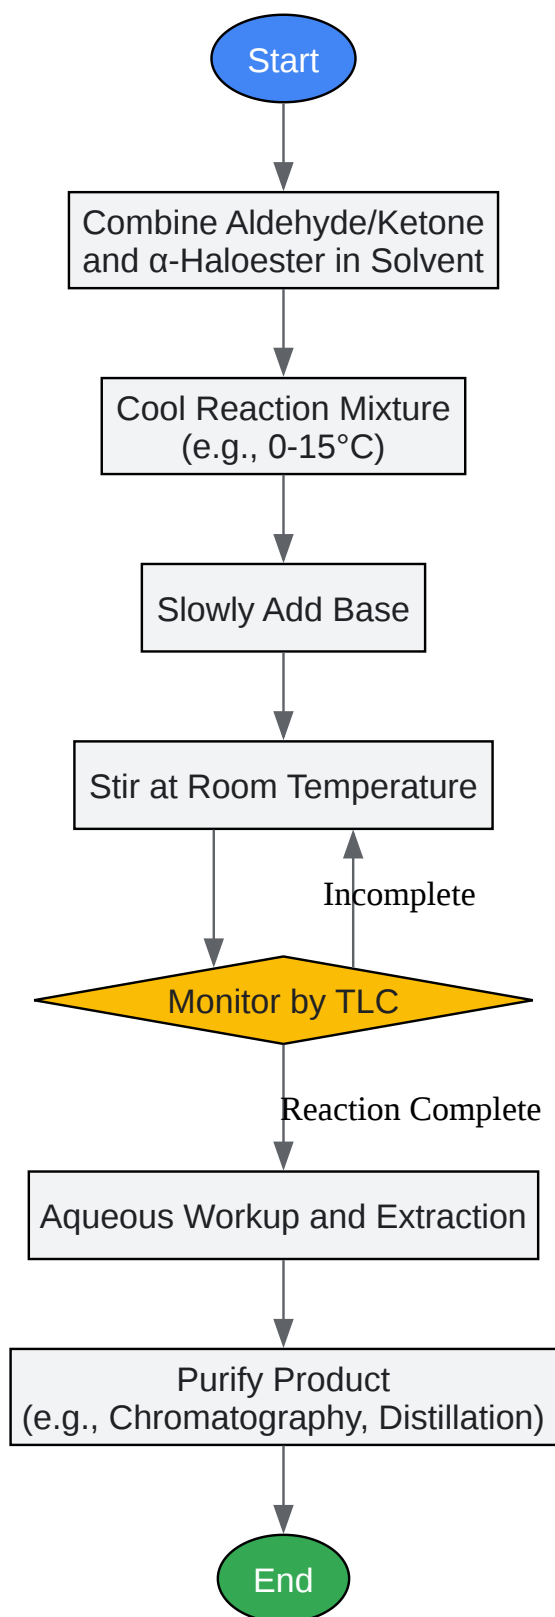 Start
Combine Aldehyde/Ketone
and α-Haloester in Solvent
Cool Reaction Mixture
(e.g., 0-15°C)
Slowly Add Base
Stir at Room Temperature
Incomplete
Monitor by TLC
Reaction Complete
Aqueous Workup and Extraction
Purify Product
(e.g., Chromatography, Distillation)
End